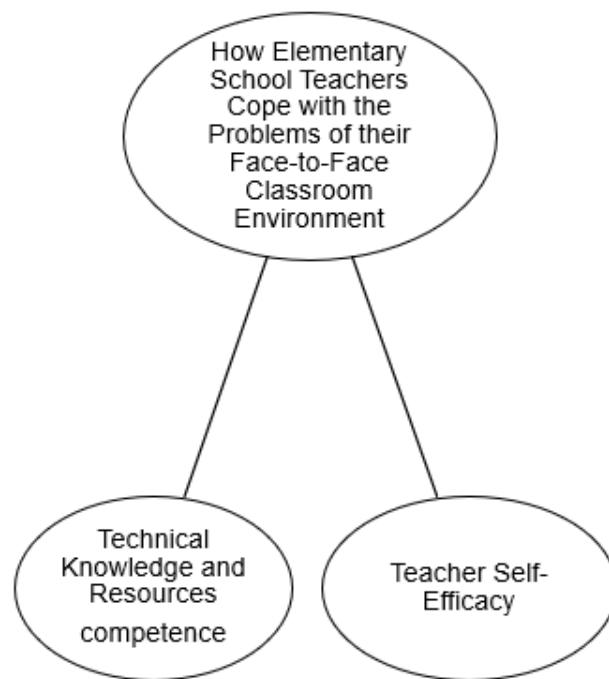 How Elementary
School Teachers
Cope with the
Problems of their
Face-to-Face
Classroom
Environment
Technical
Knowledge and
Resources
competence
Teacher Self-
Efficacy